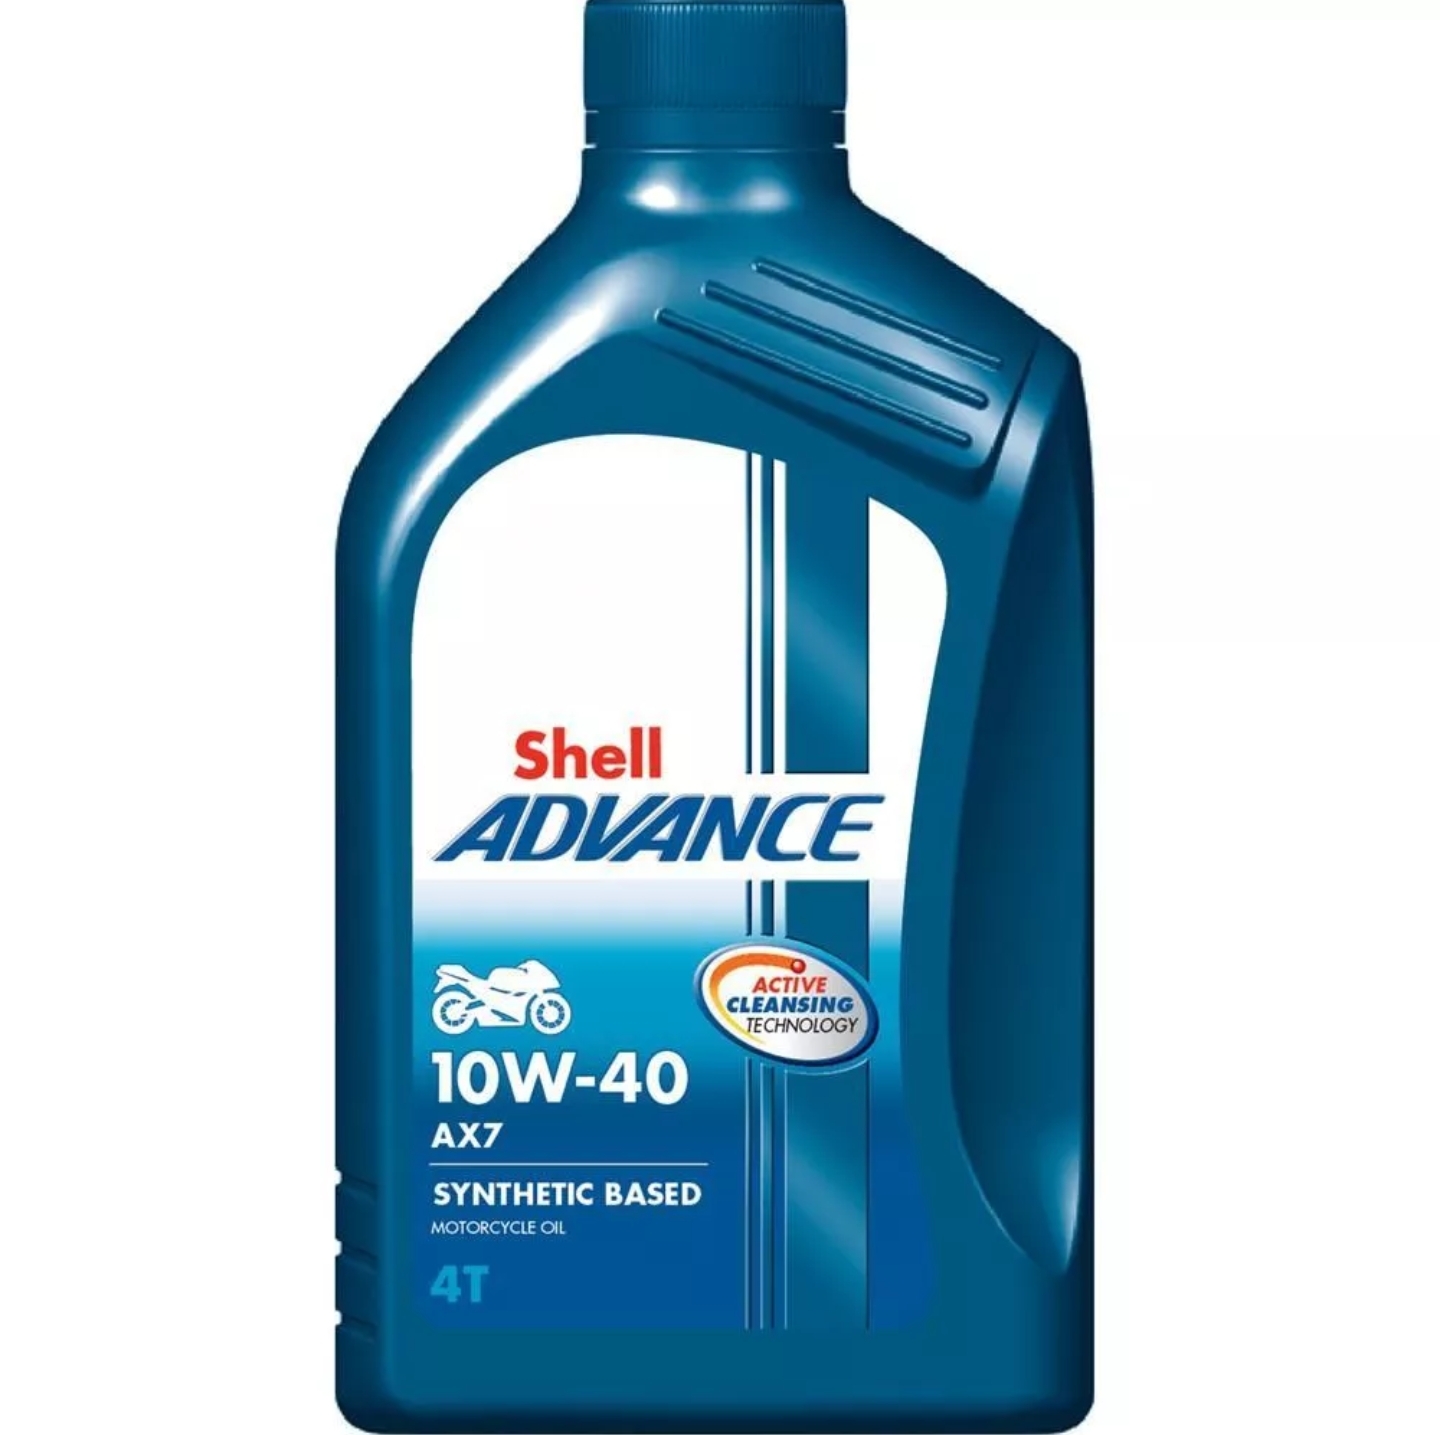 Shell
ADVANCE
ACTIVE
CLEANSING
TECHNOLOGY
10W-40
AX7
SYNTHETIC BASED
MOTORCYCLE OIL
4T